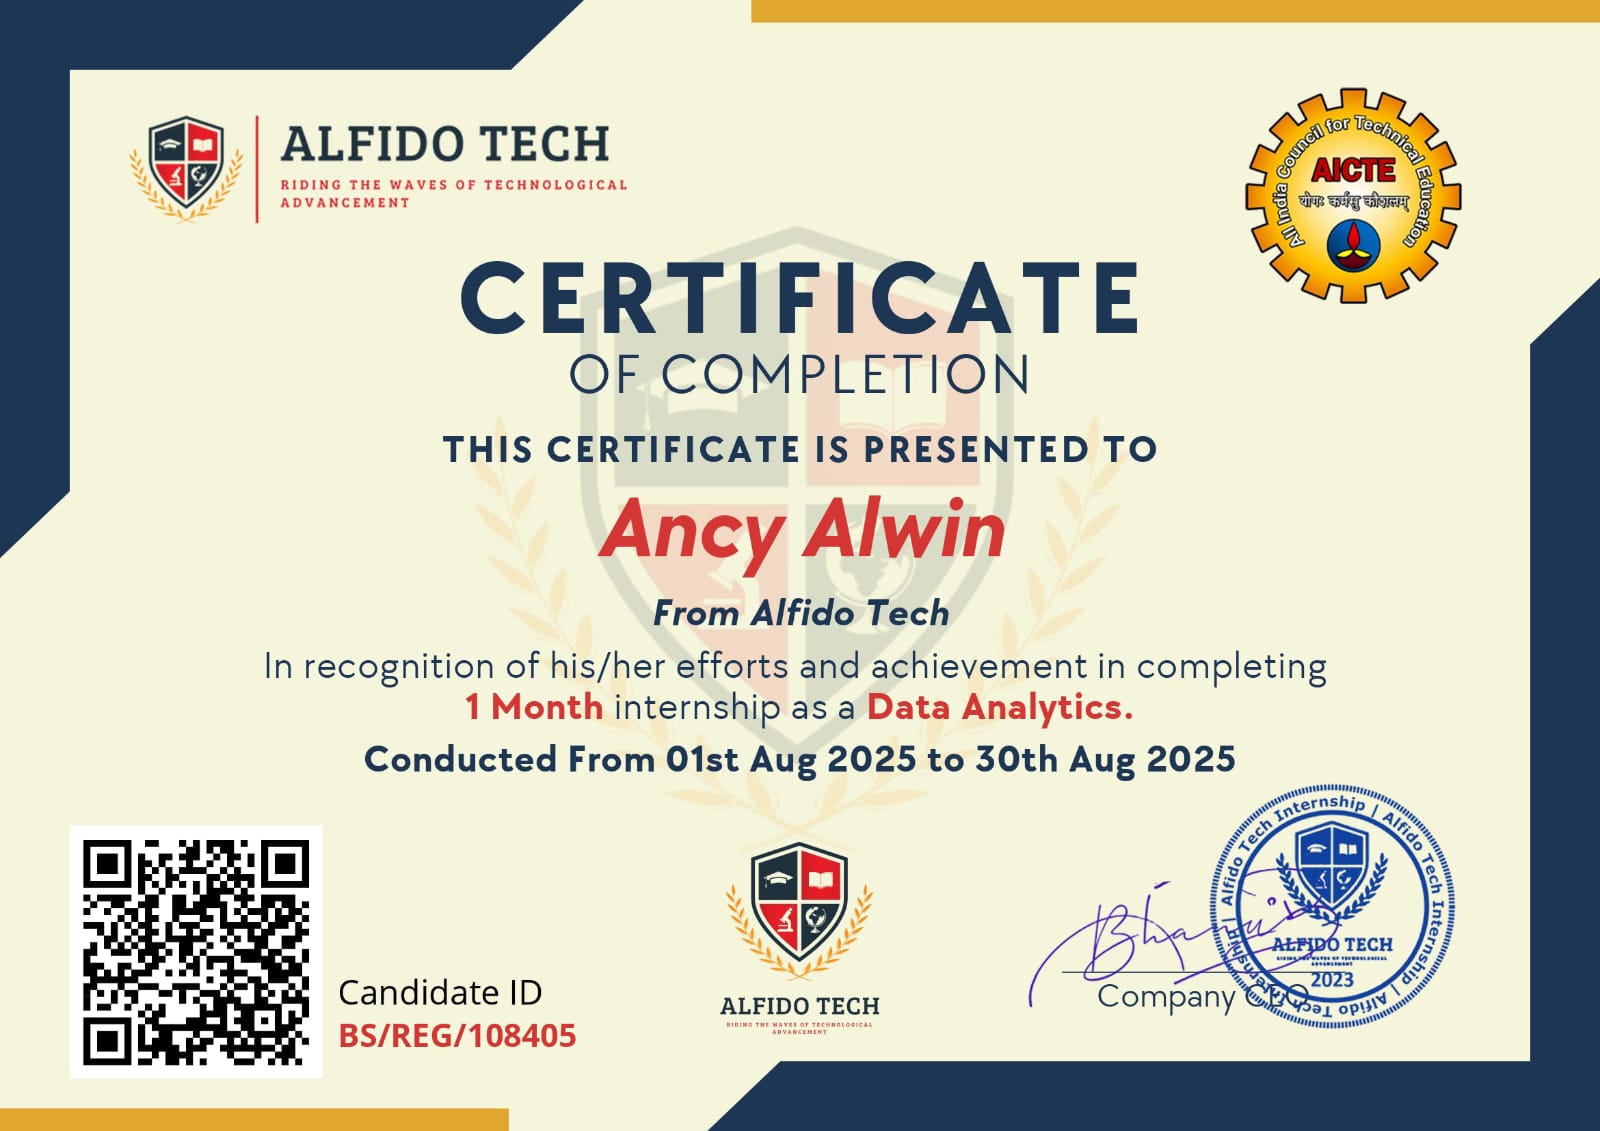 ALFIDO TECH
RIDING THE WAVES OF TECHNOLOGICAL
ADVANCEMENT
All India Council for Technical Education
AICTE
योगः कर्मसु कौशलम्
CERTIFICATE
OF COMPLETION
THIS CERTIFICATE IS PRESENTED TO
Ancy Alwin
From Alfido Tech
In recognition of his/her efforts and achievement in completing
1 Month internship as a Data Analytics.
Conducted From 01st Aug 2025 to 30th Aug 2025
Candidate ID
BS/REG/108405
ALFIDO TECH
RIDING THE WAVES OF TECHNOLOGICAL
ADVANCEMENT
Company CEO
Alfido Tech Internship | Alfido Tech Internship | Alfido Tech Internship |
ALFIDO TECH
RIDING THE WAVES OF TECHNOLOGICAL
ADVANCEMENT
2023